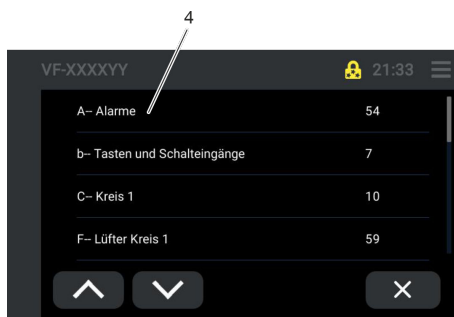 4
VF-XXXXYY 21:33
A-- Alarme 54
b-- Tasten und Schalteingänge 7
C-- Kreis 1 10
F-- Lüfter Kreis 1 59